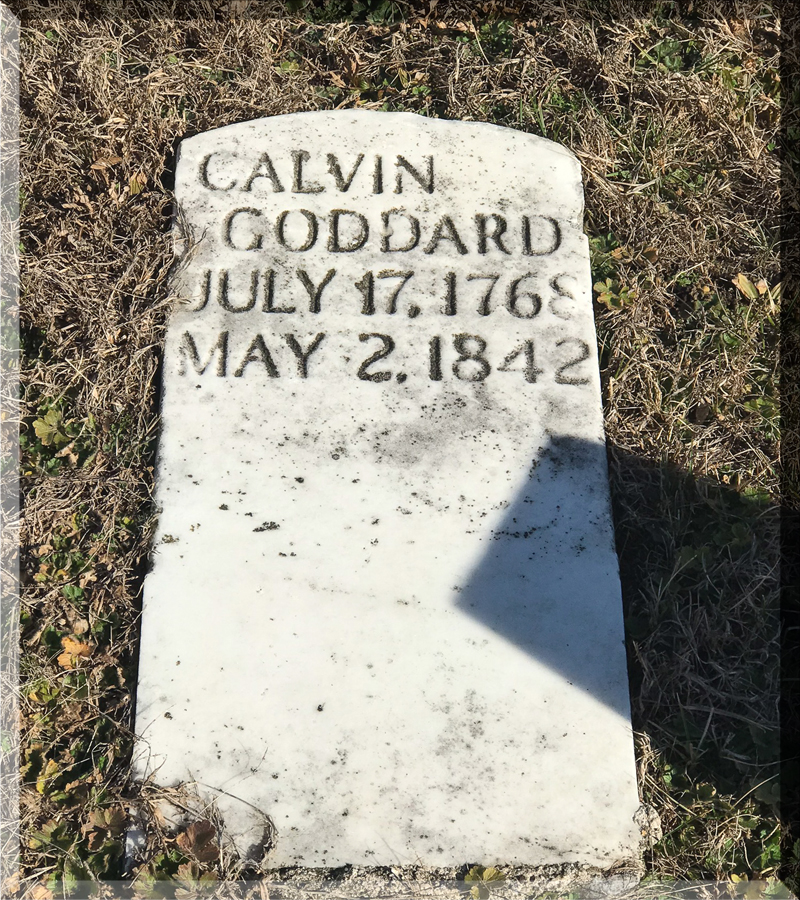 CALVIN
GODDARD
JULY 17, 1768
MAY 2, 1842